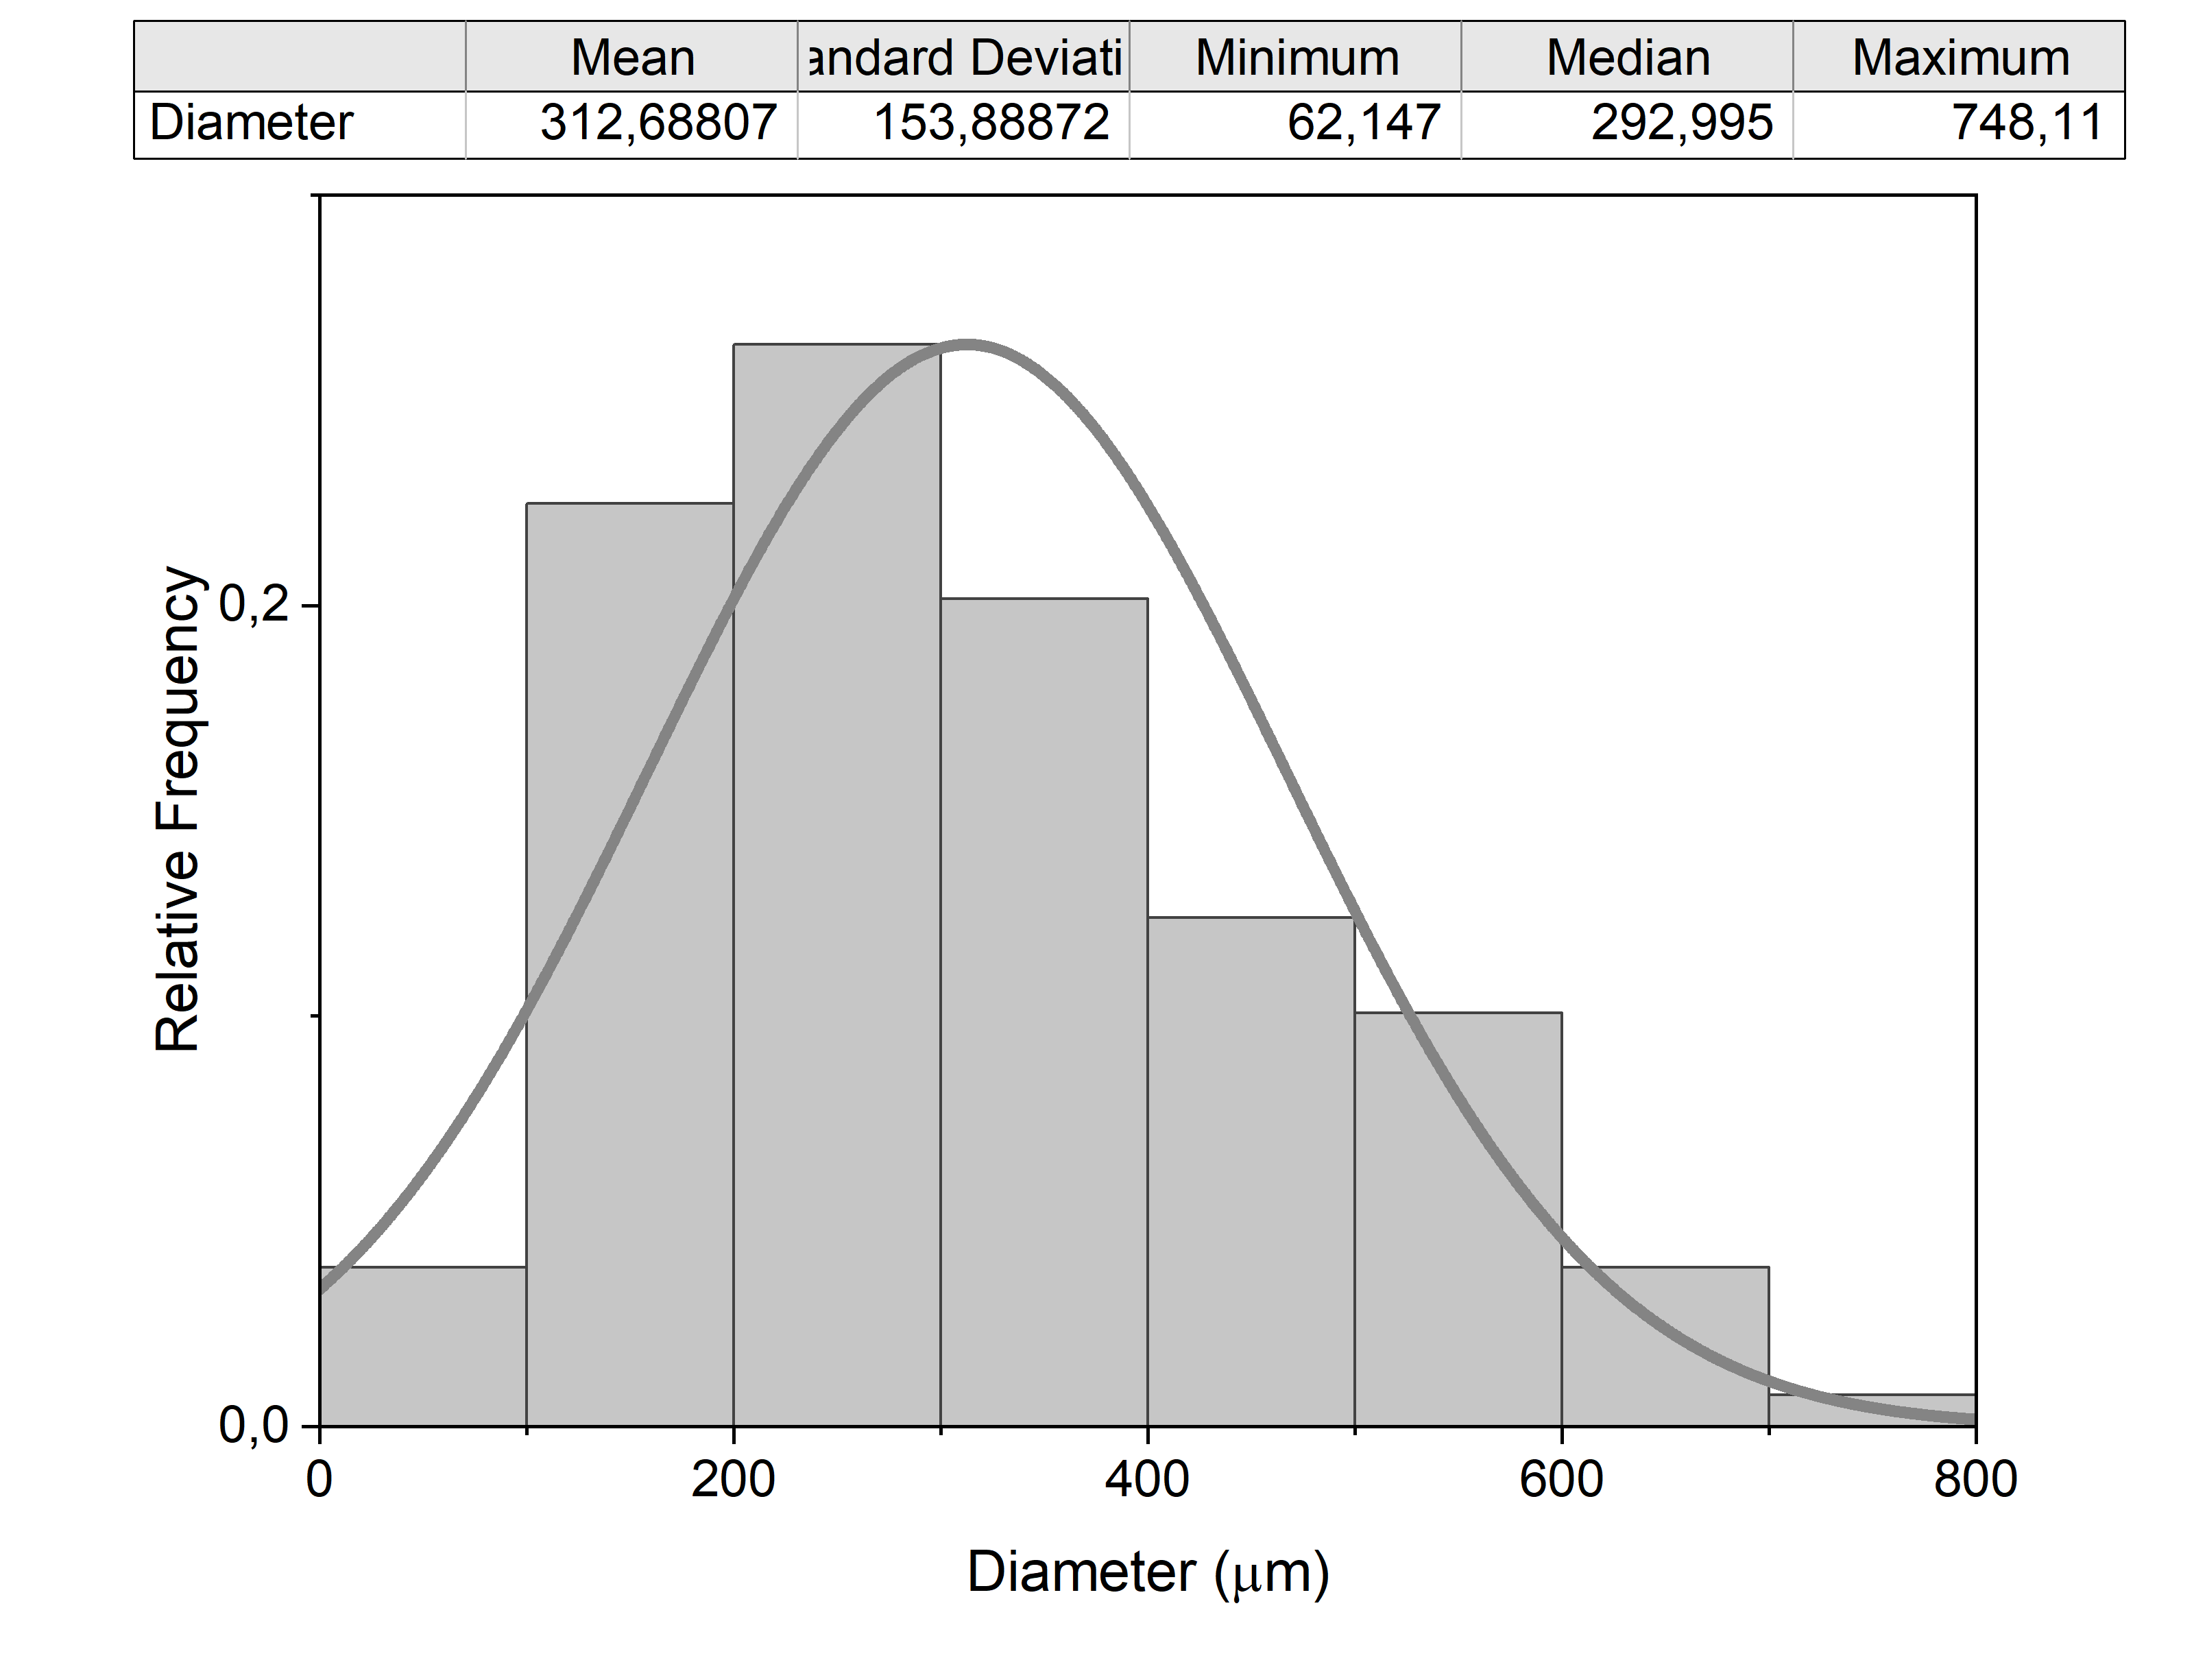 Mean andard Deviati Minimum Median Maximum
Diameter 312,68807 153,88872 62,147 292,995 748,11
Relative Frequency
0,2
0,0
0 200 400 600 800
Diameter (μm)